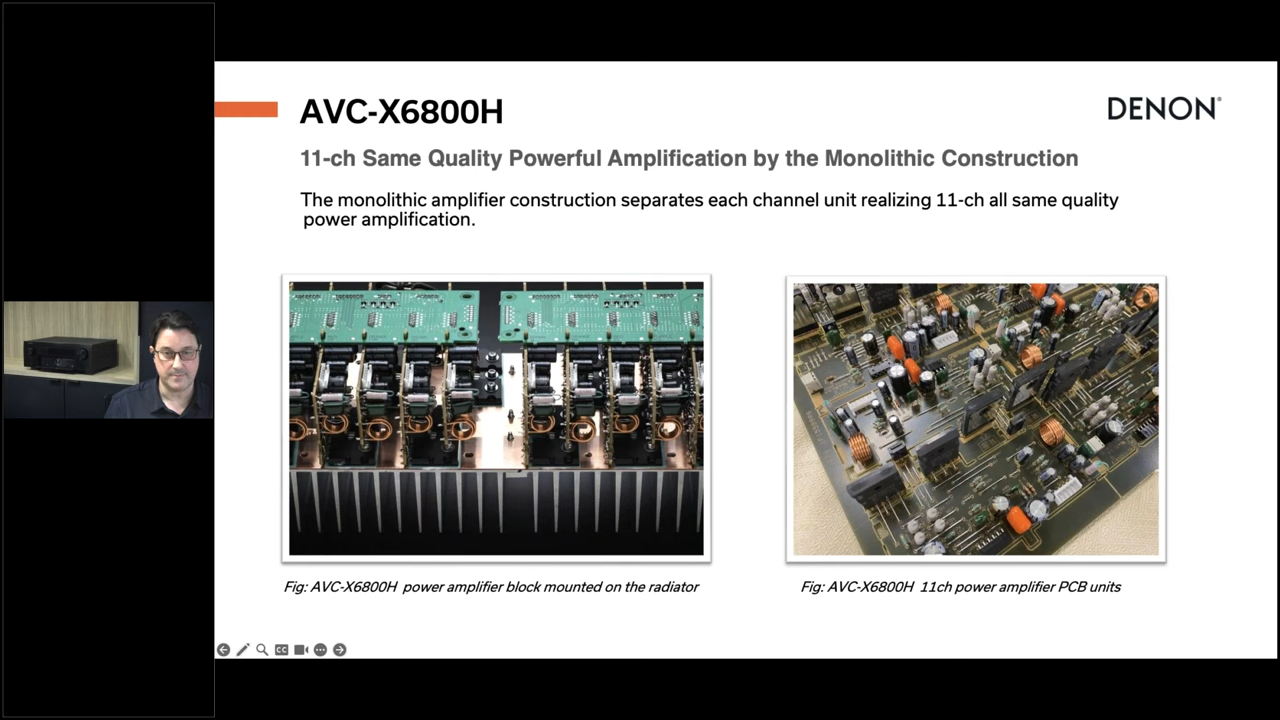 AVC-X6800H
DENON®
11-ch Same Quality Powerful Amplification by the Monolithic Construction
The monolithic amplifier construction separates each channel unit realizing 11-ch all same quality
power amplification.
Fig: AVC-X6800H power amplifier block mounted on the radiator
Fig: AVC-X6800H 11ch power amplifier PCB units
CC